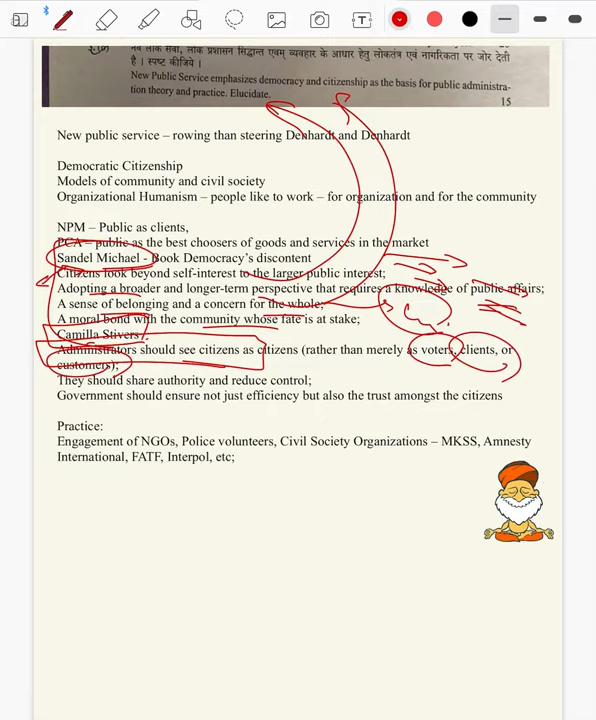 नव लोक सेवा, लोक प्रशासन सिद्धान्त एवम् व्यवहार के आधार हेतु लोकतंत्र एवं नागरिकता पर जोर देती
है । स्पष्ट कीजिये ।
New Public Service emphasizes democracy and citizenship as the basis for public administra-
tion theory and practice. Elucidate.
15
New public service – rowing than steering Denhardt and Denhardt
Democratic Citizenship
Models of community and civil society
Organizational Humanism – people like to work – for organization and for the community
NPM – Public as clients,
PCA – public as the best choosers of goods and services in the market
Sandel Michael - Book Democracy's discontent
Citizens look beyond self-interest to the larger public interest;
Adopting a broader and longer-term perspective that requires a knowledge of public affairs;
A sense of belonging and a concern for the whole;
A moral bond with the community whose fate is at stake;
Camilla Stivers:
Administrators should see citizens as citizens (rather than merely as voters, clients, or
customers);
They should share authority and reduce control;
Government should ensure not just efficiency but also the trust amongst the citizens
Practice:
Engagement of NGOs, Police volunteers, Civil Society Organizations – MKSS, Amnesty
International, FATF, Interpol, etc;